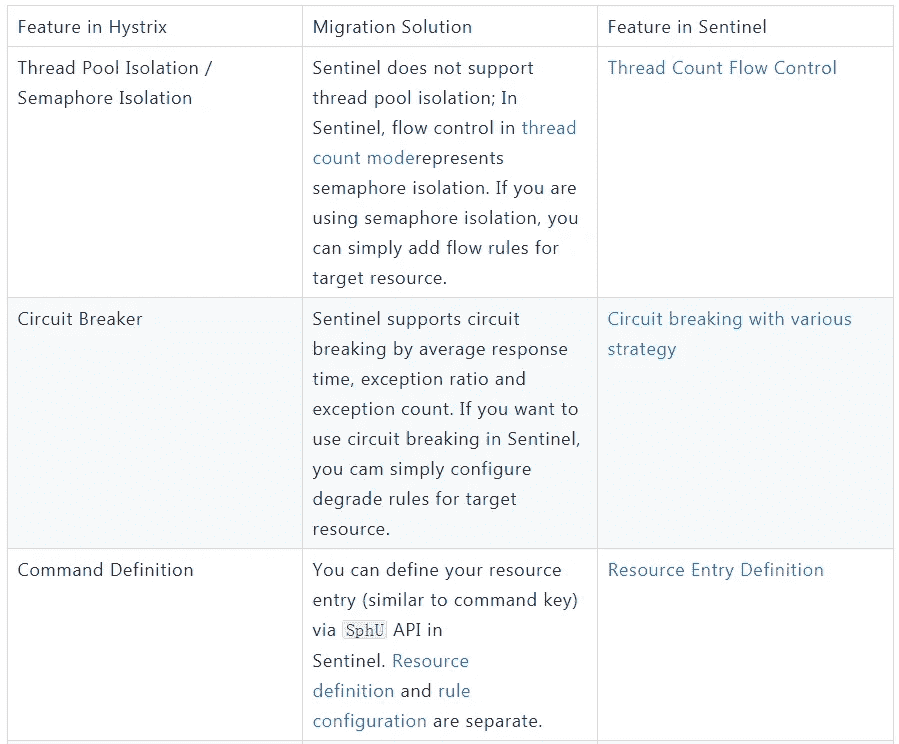 Feature in Hystrix
Migration Solution
Feature in Sentinel
Thread Pool Isolation /
Semaphore Isolation
Sentinel does not support
thread pool isolation; In
Sentinel, flow control in thread
count moderepresents
semaphore isolation. If you are
using semaphore isolation, you
can simply add flow rules for
target resource.
Thread Count Flow Control
Circuit Breaker
Sentinel supports circuit
breaking by average response
time, exception ratio and
exception count. If you want to
use circuit breaking in Sentinel,
you cam simply configure
degrade rules for target
resource.
Circuit breaking with various
strategy
Command Definition
You can define your resource
entry (similar to command key)
via SphU API in
Sentinel. Resource
definition and rule
configuration are separate.
Resource Entry Definition